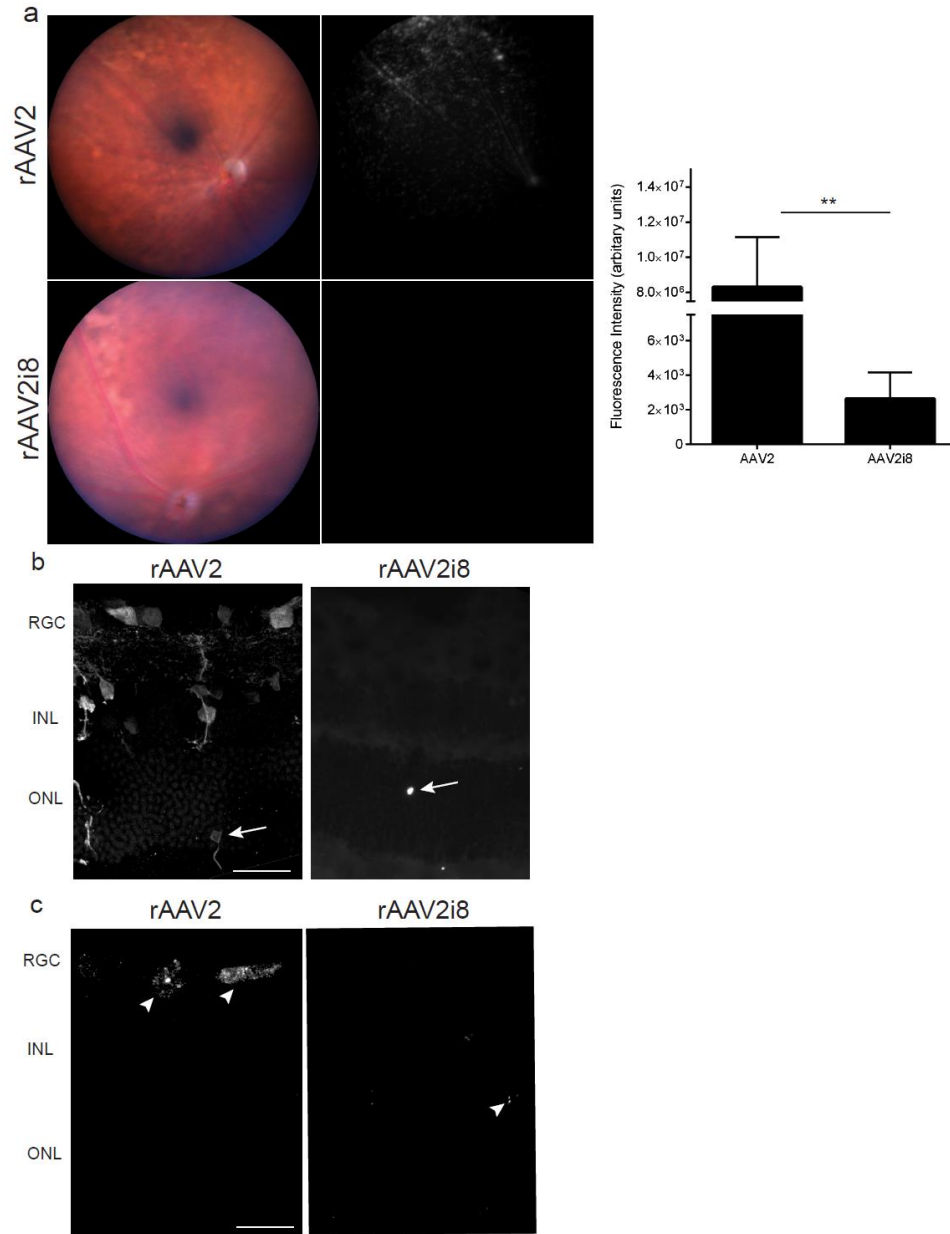 a
rAAV2
rAAV2i8
Fluorescence Intensity (arbitary units)
1.4×10⁷
1.2×10⁷
1.0×10⁷
8.0×10⁶
6×10³
4×10³
2×10³
0
**
AAV2
AAV2i8
b
rAAV2
rAAV2i8
RGC
INL
ONL
c
rAAV2
rAAV2i8
RGC
INL
ONL